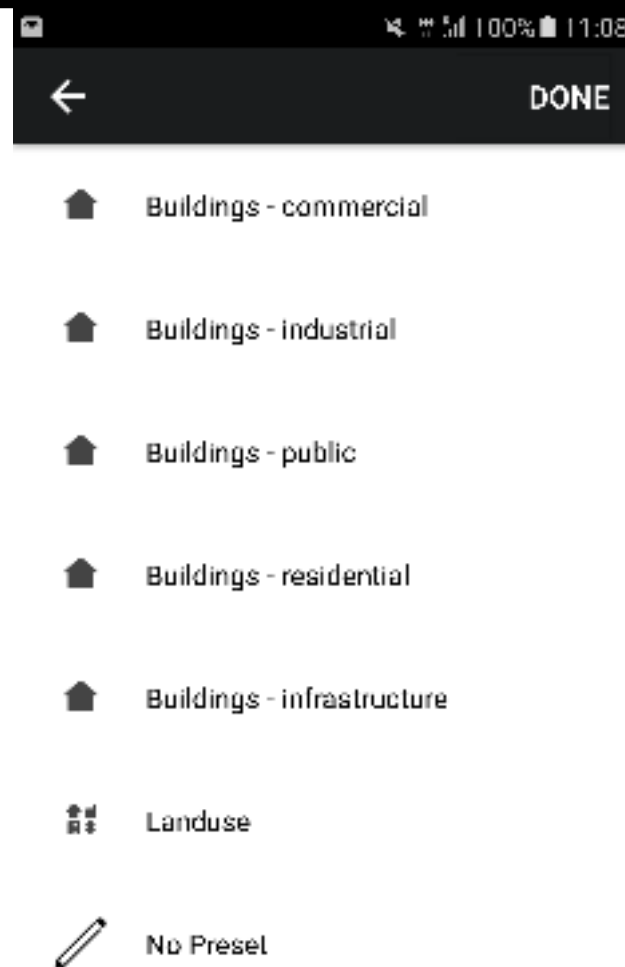 100% 11:08
DONE
Buildings - commercial
Buildings - industrial
Buildings - public
Buildings - residential
Buildings - infrastructure
Landuse
No Preset